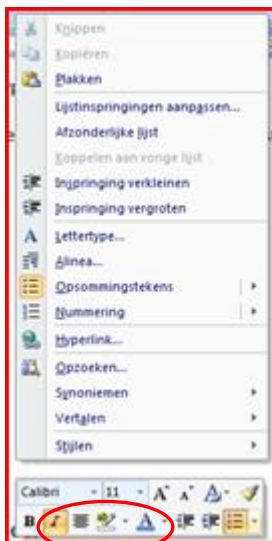 Knippen
Kopiëren
Plakken
Lijstinspringingen aanpassen...
Afzonderlijke lijst
Koppelen aan vorige lijst
Inspringing verkleinen
Inspringing vergroten
A Lettertype...
Alinea...
Opsommingstekens
Nummering
Hyperlink...
Opzoeken...
Synoniemen
Vertalen
Stijlen
Calibri 11 A A A
B I A